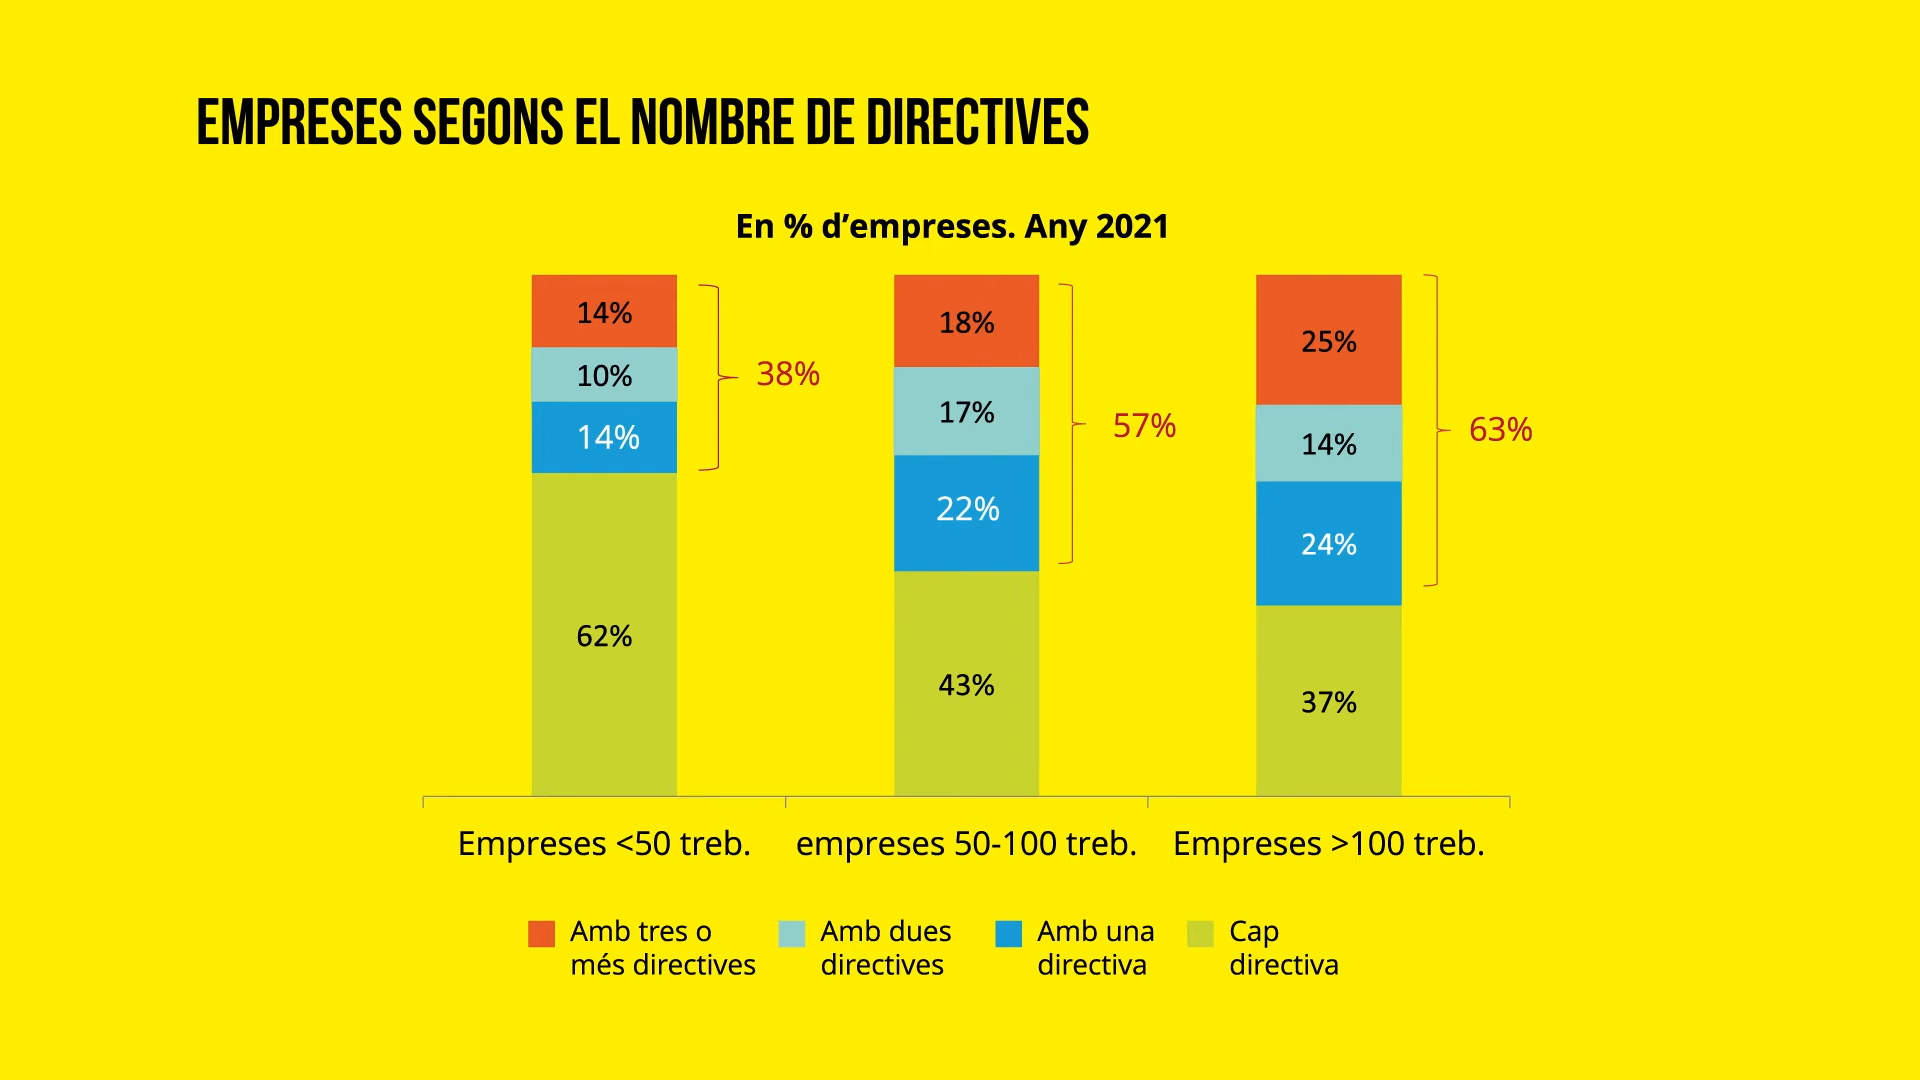 EMPRESES SEGONS EL NOMBRE DE DIRECTIVES
En % d’empreses. Any 2021
14%
10%
14%
62%
38%
18%
17%
22%
43%
57%
25%
14%
24%
37%
63%
Empreses <50 treb.
empreses 50-100 treb.
Empreses >100 treb.
Amb tres o
més directives
Amb dues
directives
Amb una
directiva
Cap
directiva